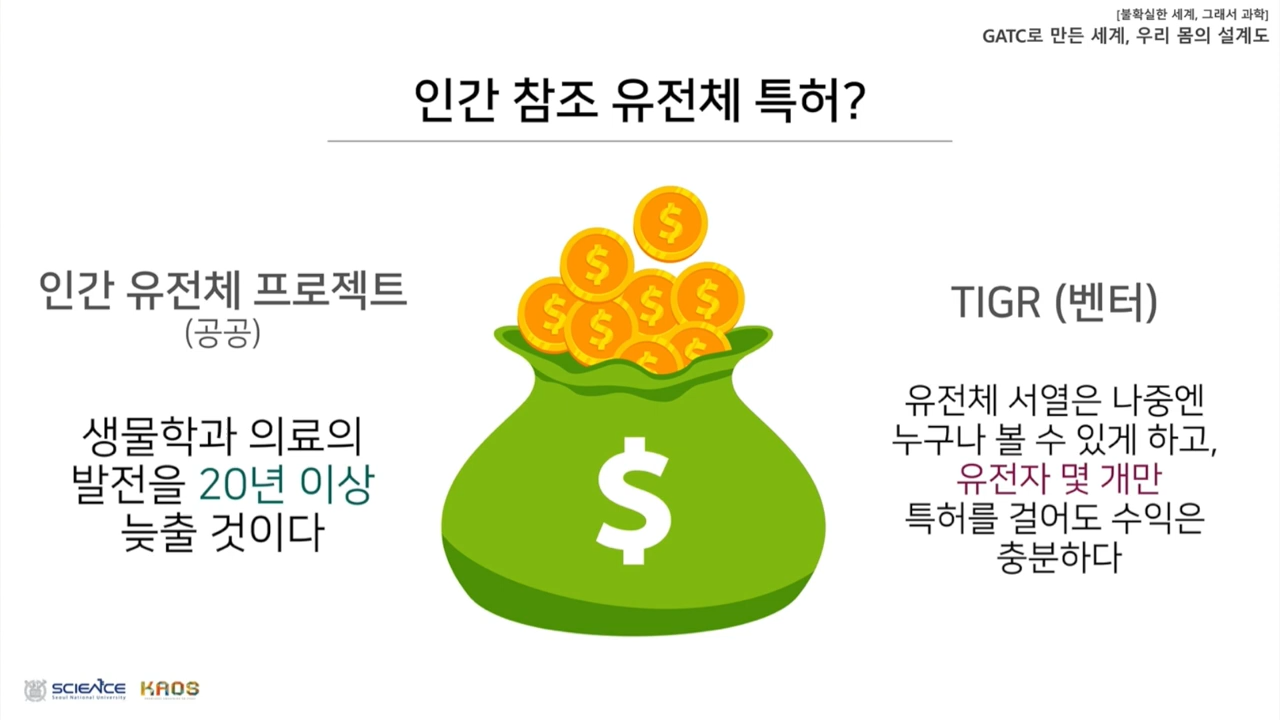 [불확실한 세계, 그래서 과학]
GATC로 만든 세계, 우리 몸의 설계도
인간 참조 유전체 특허?
인간 유전체 프로젝트
(공공)
생물학과 의료의
발전을 20년 이상
늦출 것이다
$
$
$
$
$
$
$
$
$
TIGR (벤터)
유전체 서열은 나중엔
누구나 볼 수 있게 하고,
유전자 몇 개만
특허를 걸어도 수익은
충분하다
SCIENCE
Seoul National University
KAOS